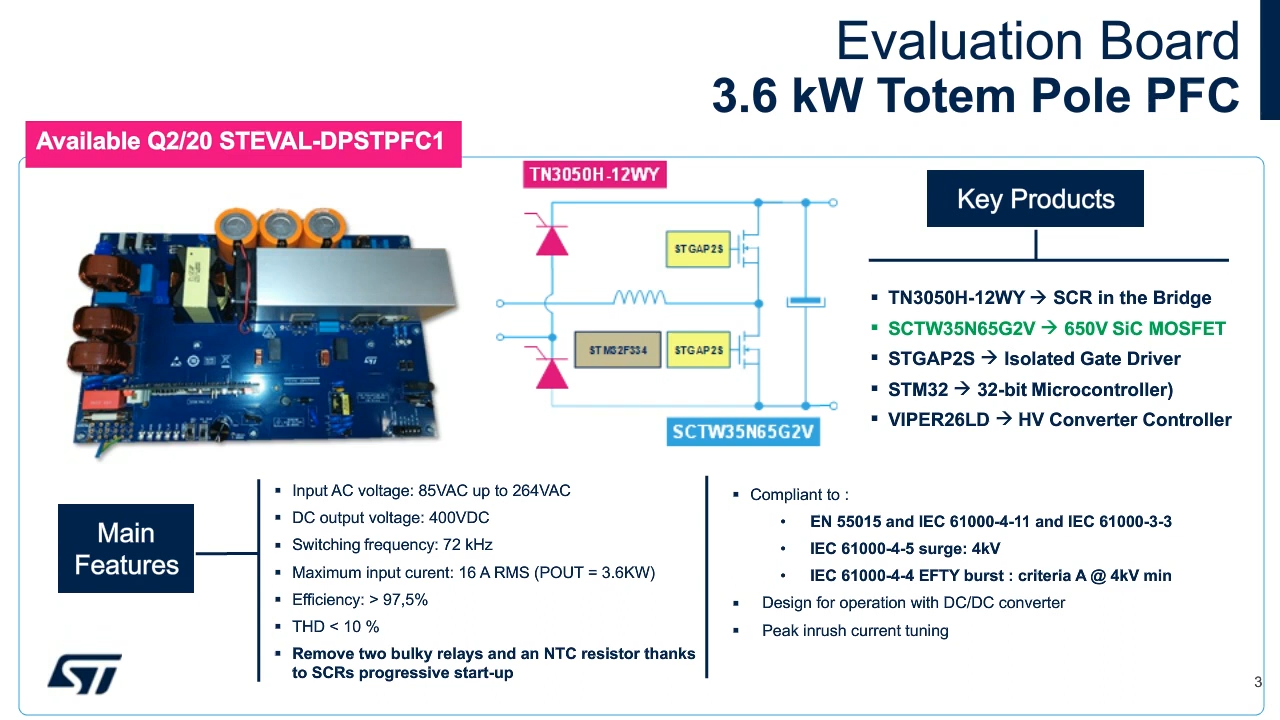 Evaluation Board
3.6 kW Totem Pole PFC
Available Q2/20 STEVAL-DPSTPFC1
TN3050H-12WY
STGAP2S
STM32F334
STGAP2S
SCTW35N65G2V
Key Products
▪ TN3050H-12WY → SCR in the Bridge
▪ SCTW35N65G2V → 650V SiC MOSFET
▪ STGAP2S → Isolated Gate Driver
▪ STM32 → 32-bit Microcontroller)
▪ VIPER26LD → HV Converter Controller
Main
Features
▪ Input AC voltage: 85VAC up to 264VAC
▪ DC output voltage: 400VDC
▪ Switching frequency: 72 kHz
▪ Maximum input curent: 16 A RMS (POUT = 3.6KW)
▪ Efficiency: > 97,5%
▪ THD < 10 %
▪ Remove two bulky relays and an NTC resistor thanks
to SCRs progressive start-up
▪ Compliant to :
• EN 55015 and IEC 61000-4-11 and IEC 61000-3-3
• IEC 61000-4-5 surge: 4kV
• IEC 61000-4-4 EFTY burst : criteria A @ 4kV min
▪ Design for operation with DC/DC converter
▪ Peak inrush current tuning
ST
3